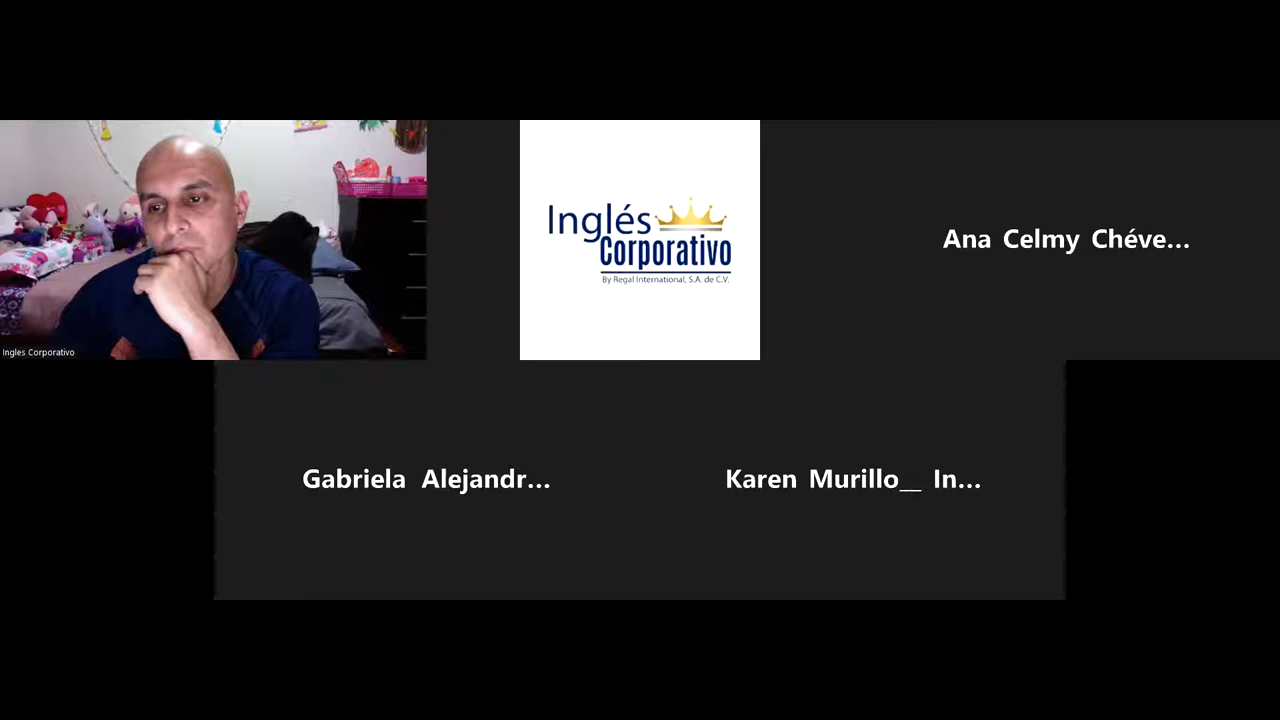 Ingles Corporativo
Inglés
Corporativo
By Regal International, S.A. de C.V.
Ana Celmy Chéve...
Gabriela Alejandr...
Karen Murillo__ In...